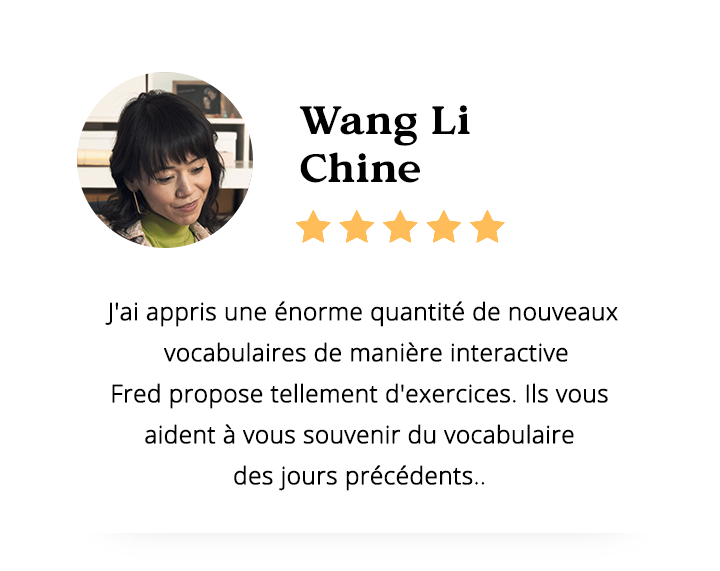 Wang Li
Chine
J'ai appris une énorme quantité de nouveaux
vocabulaires de manière interactive
Fred propose tellement d'exercices. Ils vous
aident à vous souvenir du vocabulaire
des jours précédents..